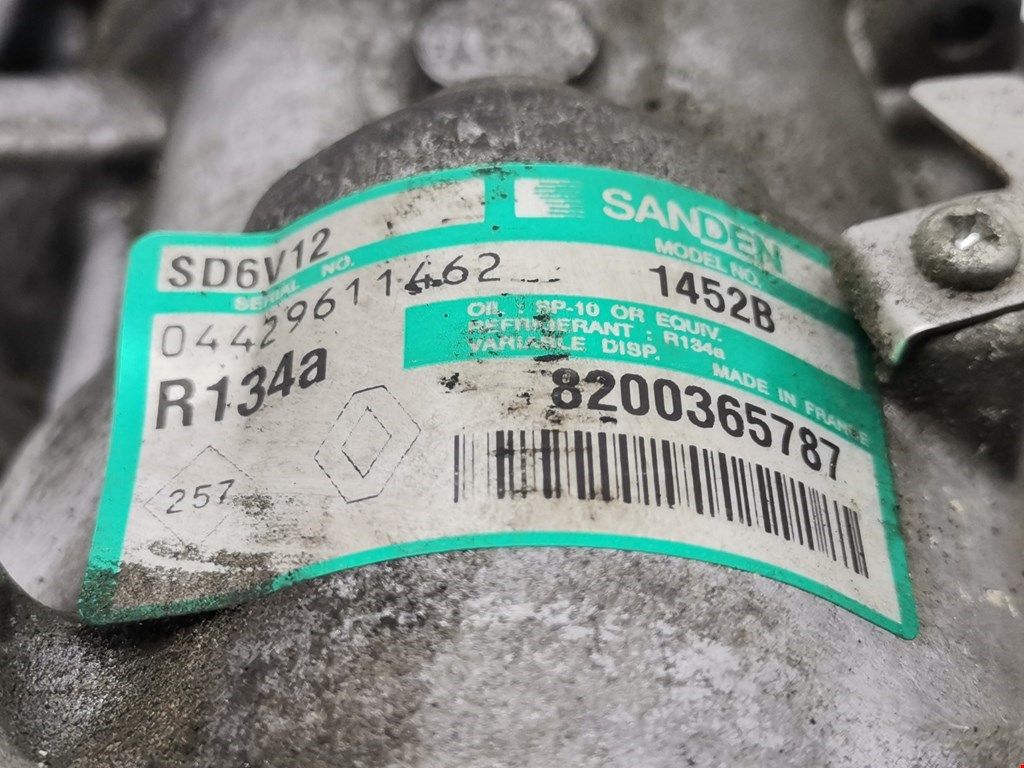 SANDEN
SD6V12
MODEL NO.
1452B
SERIAL NO.
04429611462
OIL : SP-10 OR EQUIV.
REFRIGERANT : R134a
VARIABLE DISP.
MADE IN FRANCE
R134a
8200365787
257